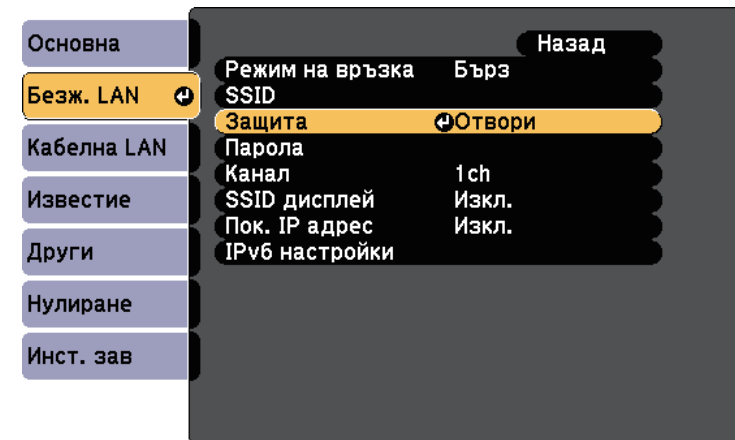 Основна
Безж. LAN
Кабелна LAN
Известие
Други
Нулиране
Инст. зав
Назад
Режим на връзка Бърз
SSID
Защита Отвори
Парола
Канал 1ch
SSID дисплей Изкл.
Пок. IP адрес Изкл.
IPv6 настройки